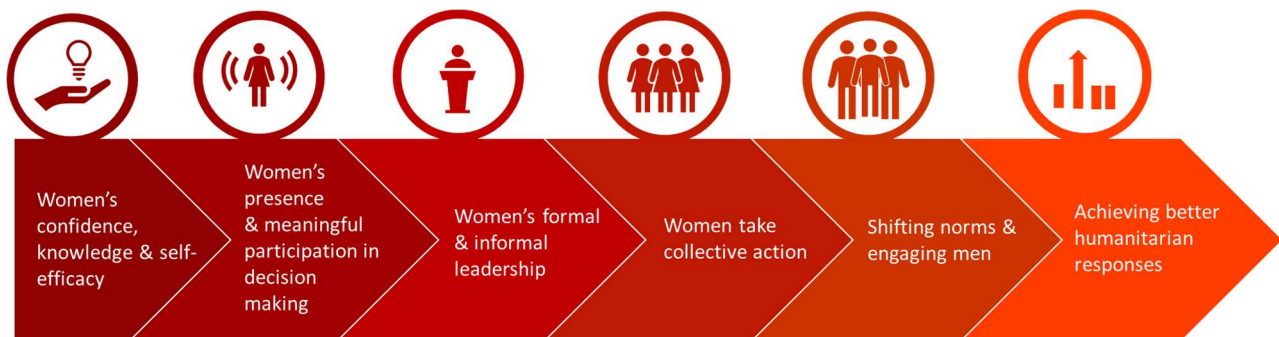 Women’s
confidence,
knowledge & self-
efficacy
Women’s
presence
& meaningful
participation in
decision
making
Women’s formal
& informal
leadership
Women take
collective action
Shifting norms &
engaging men
Achieving better
humanitarian
responses